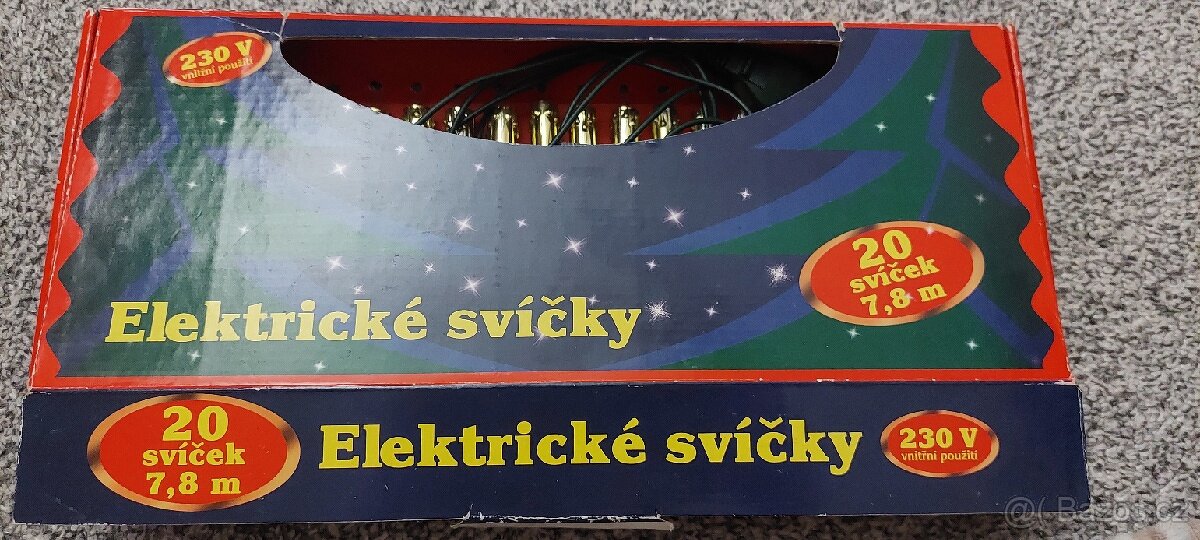 230 V
vnitřní použití
20
svíček
7,8 m
Elektrické svíčky
20
svíček
7,8 m
Elektrické svíčky
230 V
vnitřní použití
@( Bazos.cz